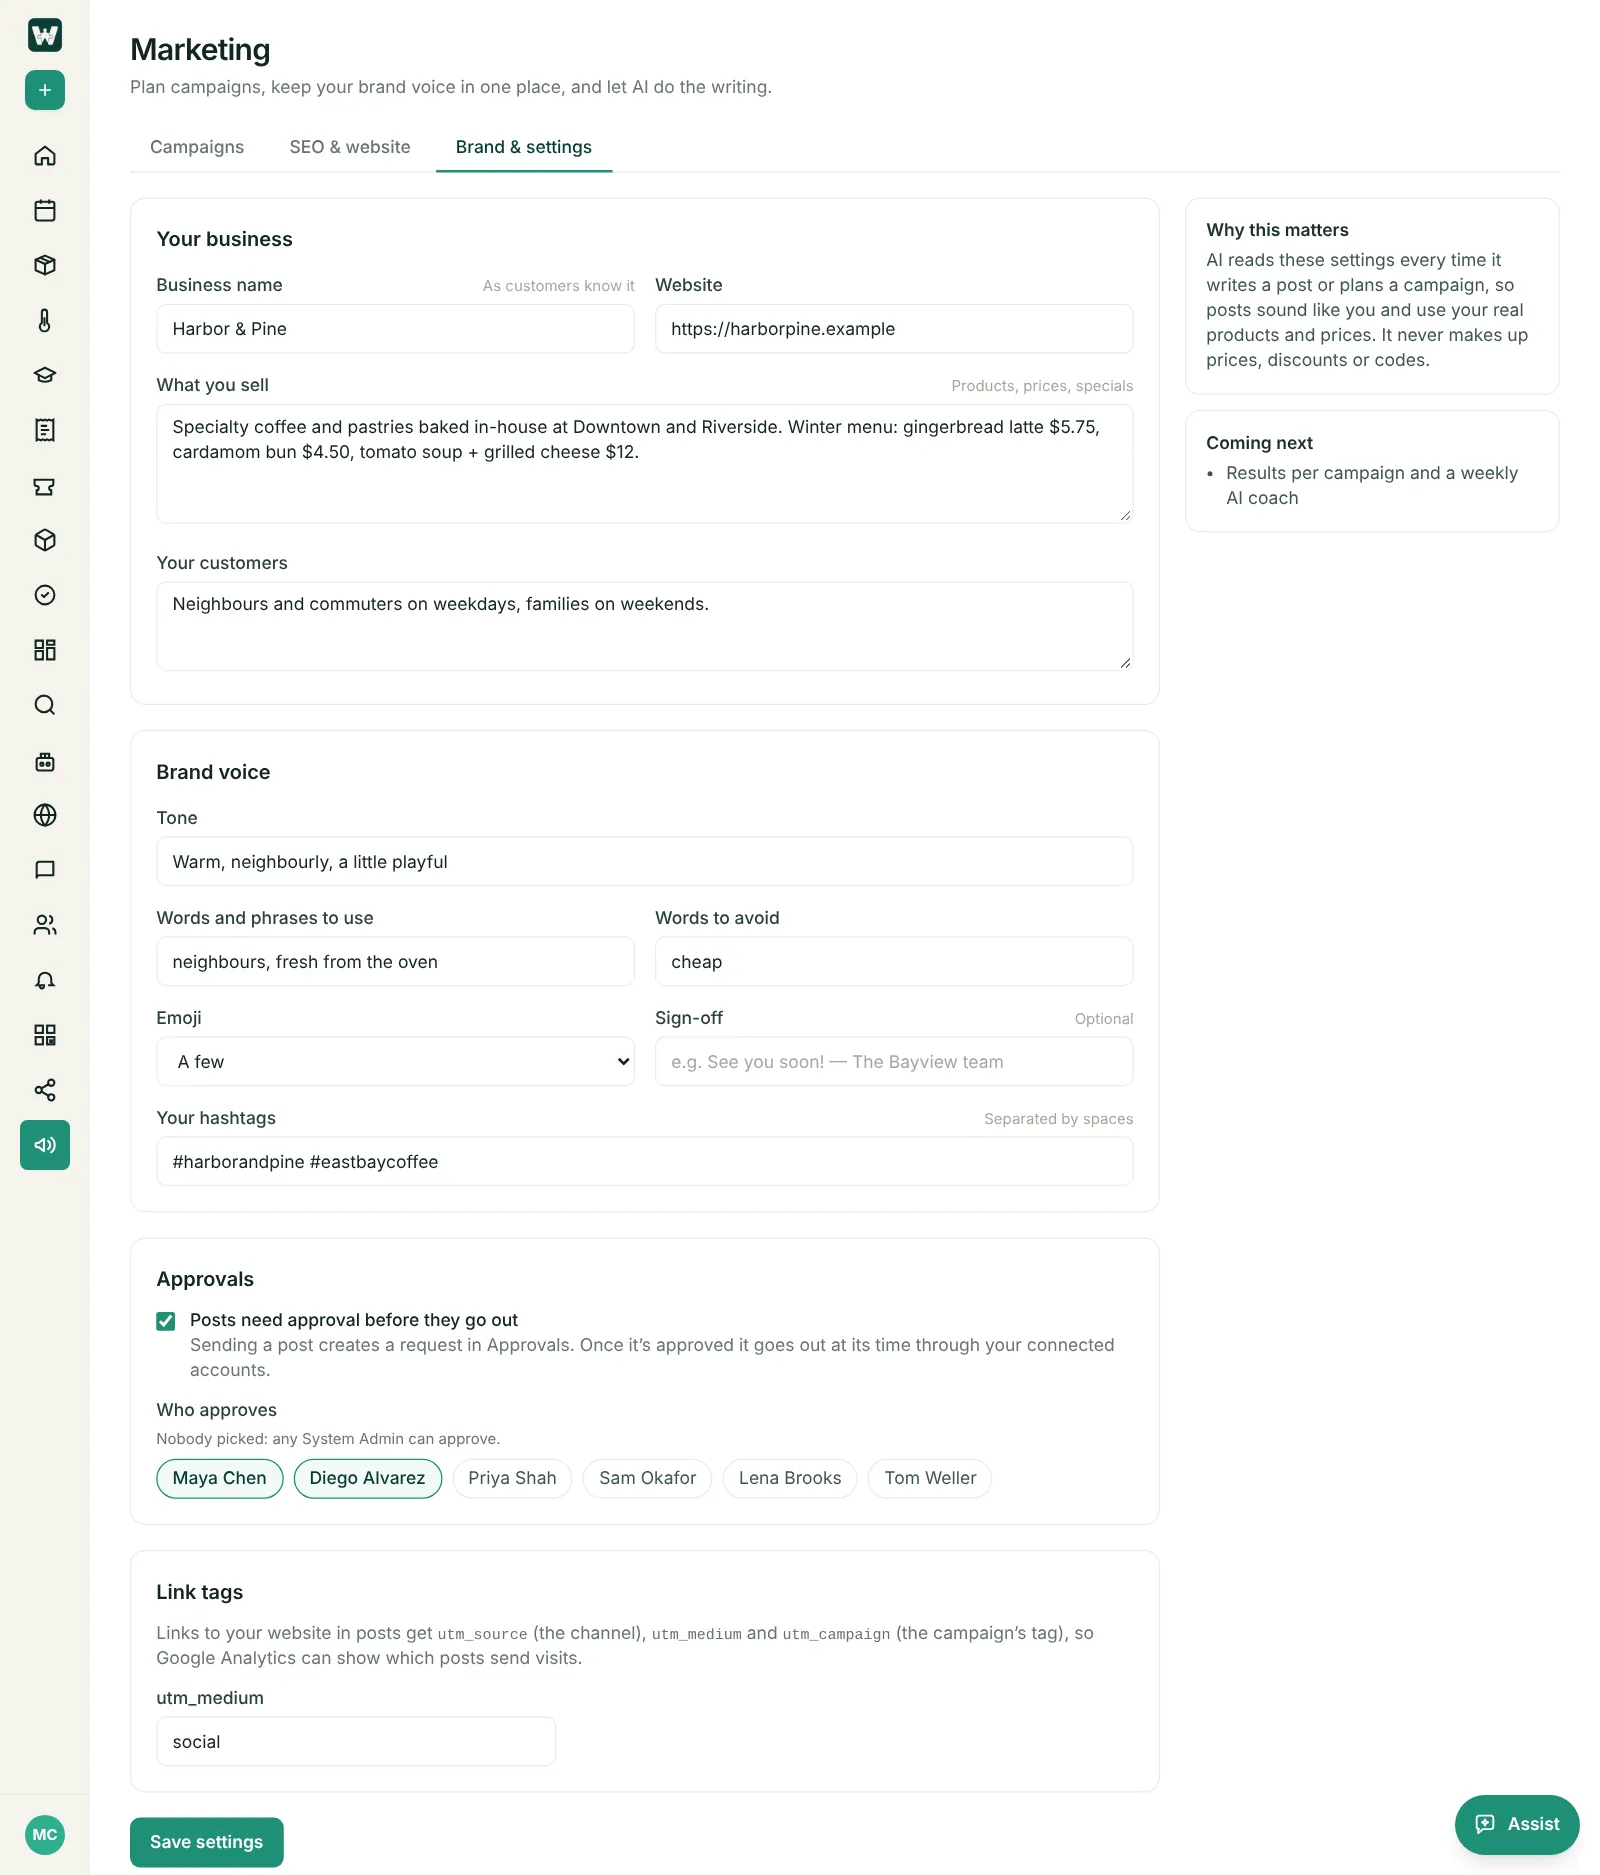 W
Marketing
Plan campaigns, keep your brand voice in one place, and let AI do the writing.
Campaigns
SEO & website
Brand & settings
Your business
Business name
As customers know it
Harbor & Pine
Website
https://harborpine.example
What you sell
Products, prices, specials
Specialty coffee and pastries baked in-house at Downtown and Riverside. Winter menu: gingerbread latte $5.75,
cardamom bun $4.50, tomato soup + grilled cheese $12.
Your customers
Neighbours and commuters on weekdays, families on weekends.
Why this matters
AI reads these settings every time it
writes a post or plans a campaign, so
posts sound like you and use your real
products and prices. It never makes up
prices, discounts or codes.
Coming next
• Results per campaign and a weekly
AI coach
Brand voice
Tone
Warm, neighbourly, a little playful
Words and phrases to use
neighbours, fresh from the oven
Words to avoid
cheap
Emoji
A few
Sign-off
Optional
e.g. See you soon! — The Bayview team
Your hashtags
Separated by spaces
#harborandpine #eastbaycoffee
Approvals
Posts need approval before they go out
Sending a post creates a request in Approvals. Once it’s approved it goes out at its time through your connected
accounts.
Who approves
Nobody picked: any System Admin can approve.
Maya Chen
Diego Alvarez
Priya Shah
Sam Okafor
Lena Brooks
Tom Weller
Link tags
Links to your website in posts get utm_source (the channel), utm_medium and utm_campaign (the campaign’s tag), so
Google Analytics can show which posts send visits.
utm_medium
social
Save settings
MC
Assist